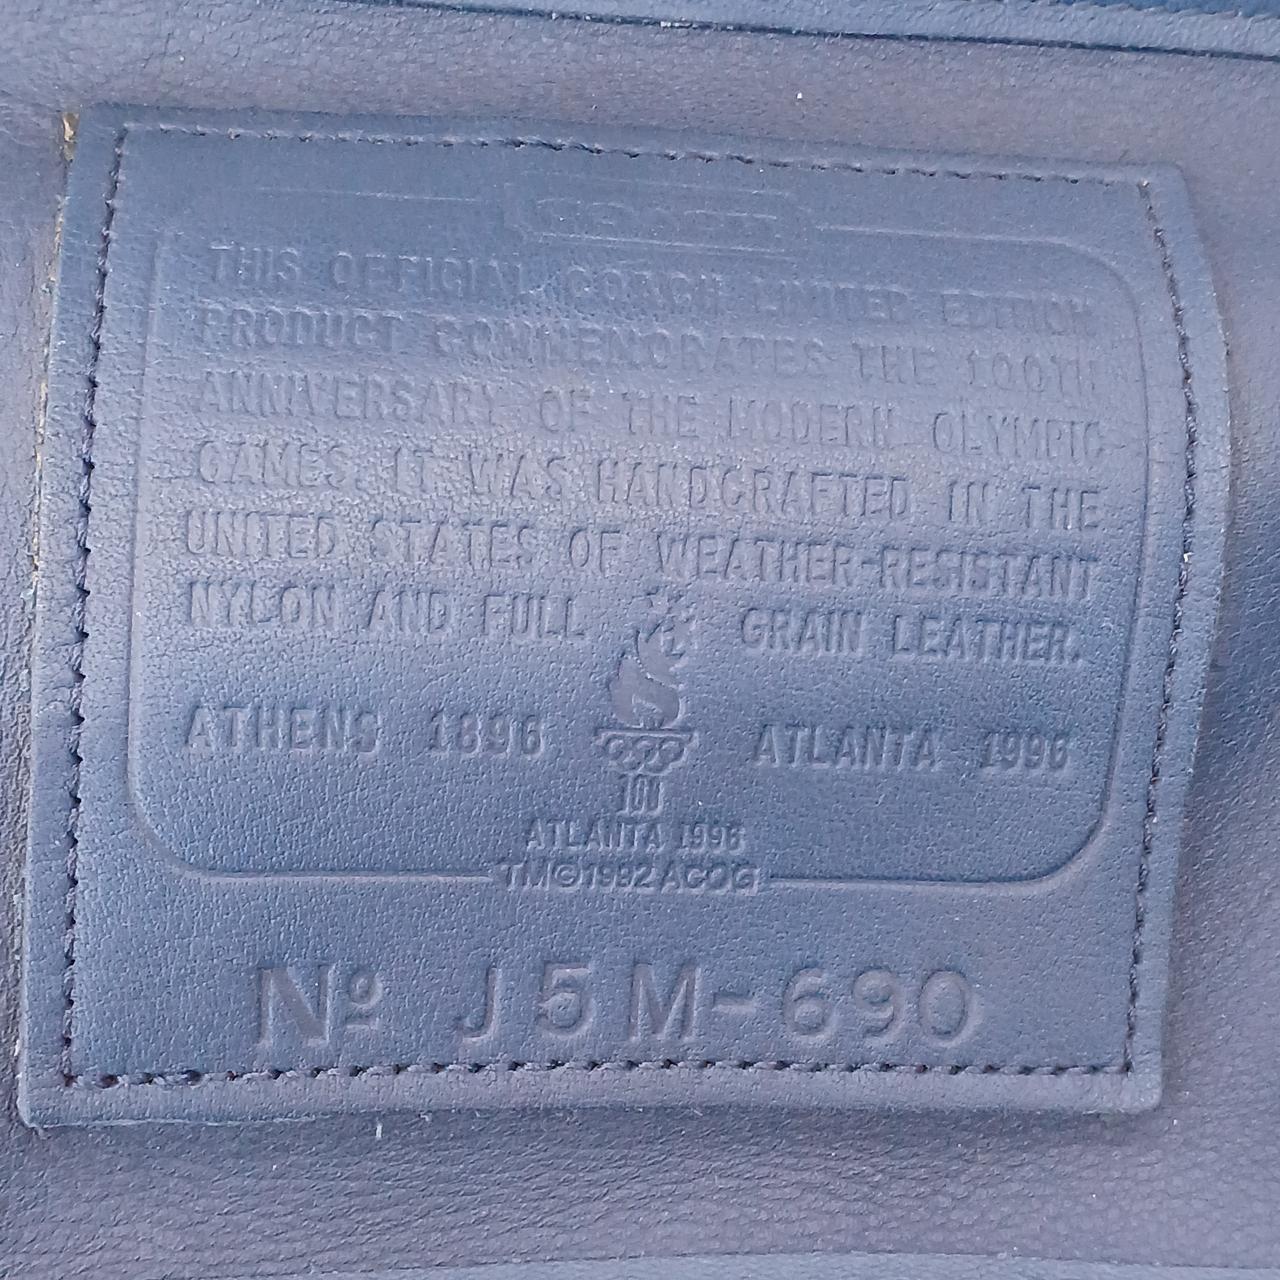 COACH
THIS OFFICIAL COACH LIMITED EDITION
PRODUCT COMMEMORATES THE 100TH
ANNIVERSARY OF THE MODERN OLYMPIC
GAMES. IT WAS HANDCRAFTED IN THE
UNITED STATES OF WEATHER-RESISTANT
NYLON AND FULL GRAIN LEATHER.
ATHENS 1896 ATLANTA 1996
100
ATLANTA 1996
TM©1992 ACOG
Nº J5M-690